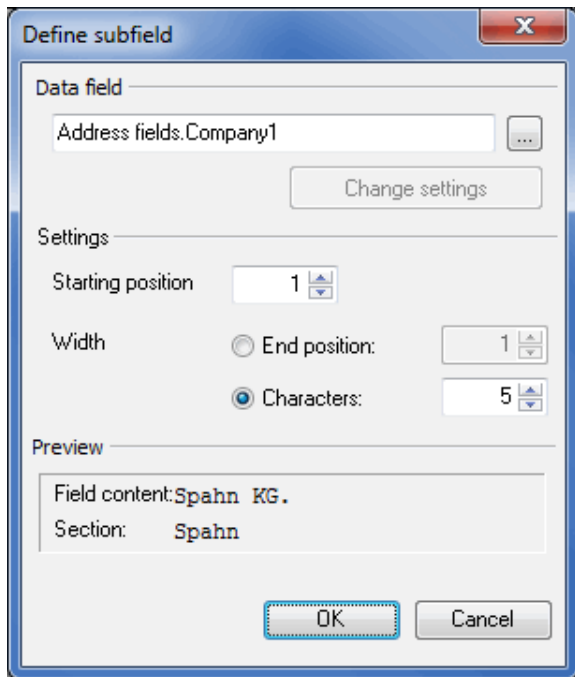 Define subfield
Data field
Address fields.Company1
...
Change settings
Settings
Starting position 1
Width End position: 1
Characters: 5
Preview
Field content:Spahn KG.
Section: Spahn
OK Cancel